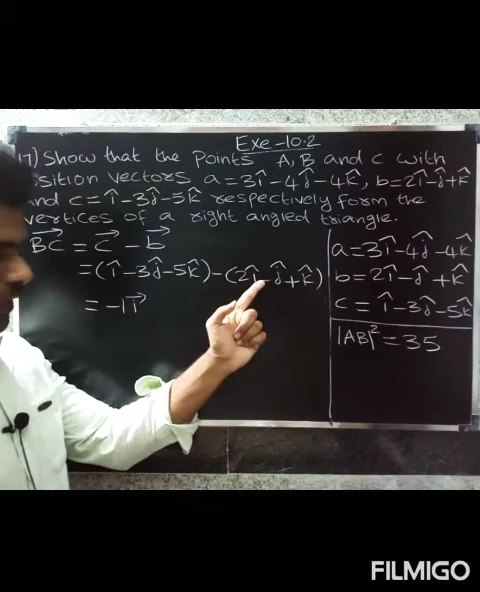 Exe-10.2
17) Show that the Points A, B and C with
osition vectors a=3î-4ĵ-4k̂, b=2î-ĵ+k̂
and c=î-3ĵ-5k̂ respectively form the
vertices of a right angled triangle.
B⃗C⃗ = c⃗ - b⃗
=(î-3ĵ-5k̂)-(2î-ĵ+k̂)
= -1i⃗
a=3î-4ĵ-4k̂
b=2î-ĵ+k̂
c=î-3ĵ-5k̂
|AB|²=35
FILMIGO